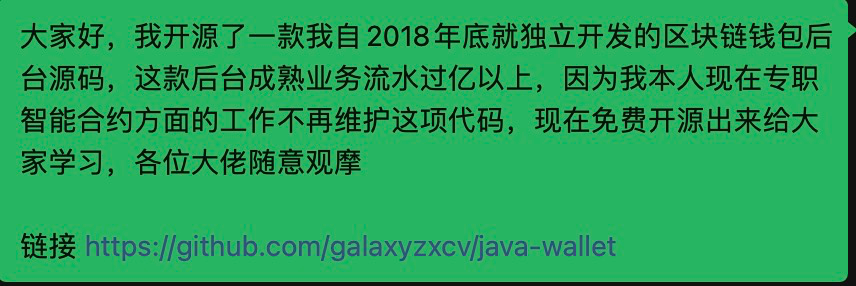 大家好，我开源了一款我自2018年底就独立开发的区块链钱包后
台源码，这款后台成熟业务流水过亿以上，因为我本人现在专职
智能合约方面的工作不再维护这项代码，现在免费开源出来给大
家学习，各位大佬随意观摩
链接 https://github.com/galaxyzxcv/java-wallet